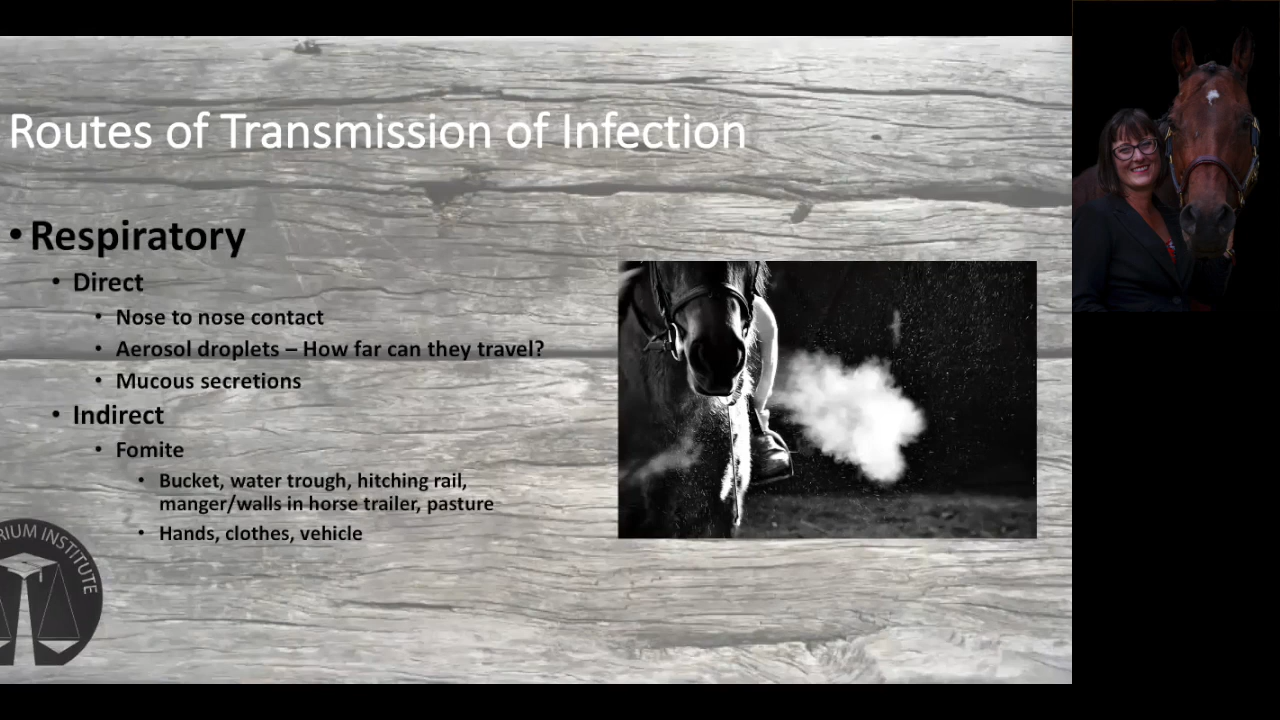 Routes of Transmission of Infection
• Respiratory
• Direct
• Nose to nose contact
• Aerosol droplets – How far can they travel?
• Mucous secretions
• Indirect
• Fomite
• Bucket, water trough, hitching rail,
manger/walls in horse trailer, pasture
• Hands, clothes, vehicle
INSTITUTE